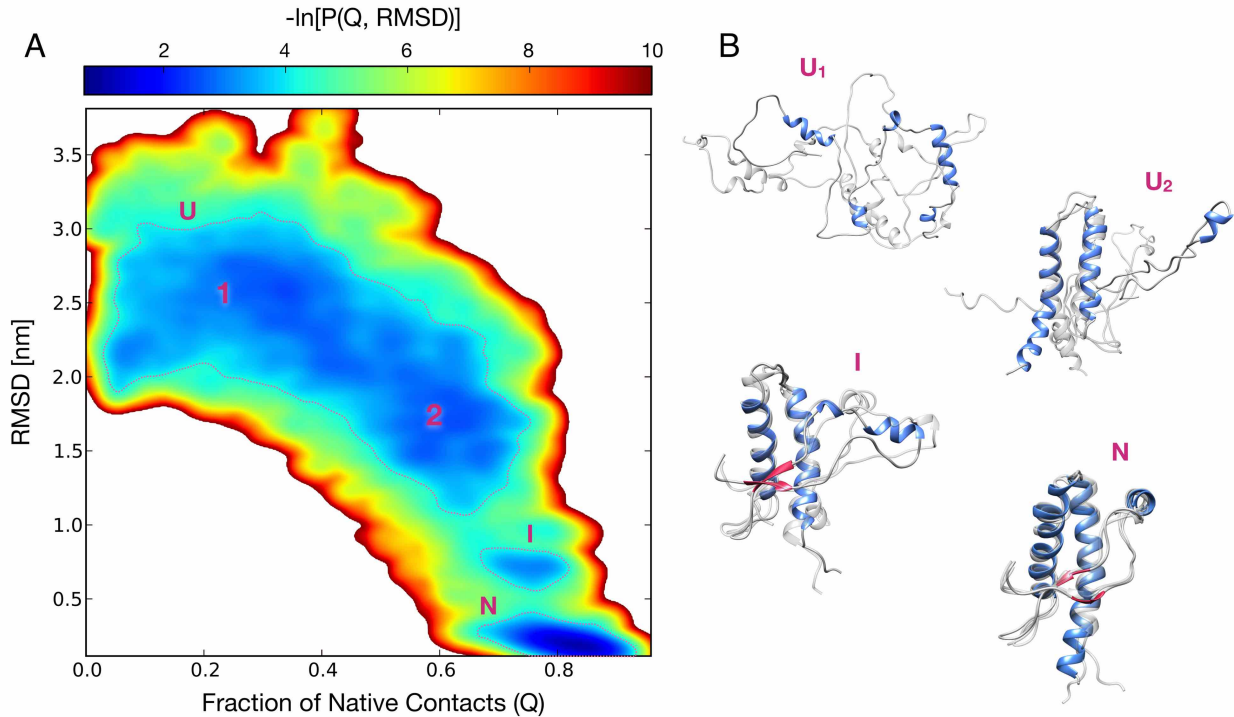 A
-ln[P(Q, RMSD)]
2 4 6 8 10
RMSD [nm]
3.5
3.0
2.5
2.0
1.5
1.0
0.5
U
1
2
I
N
0.0 0.2 0.4 0.6 0.8
Fraction of Native Contacts (Q)
B
U₁
U₂
I
N